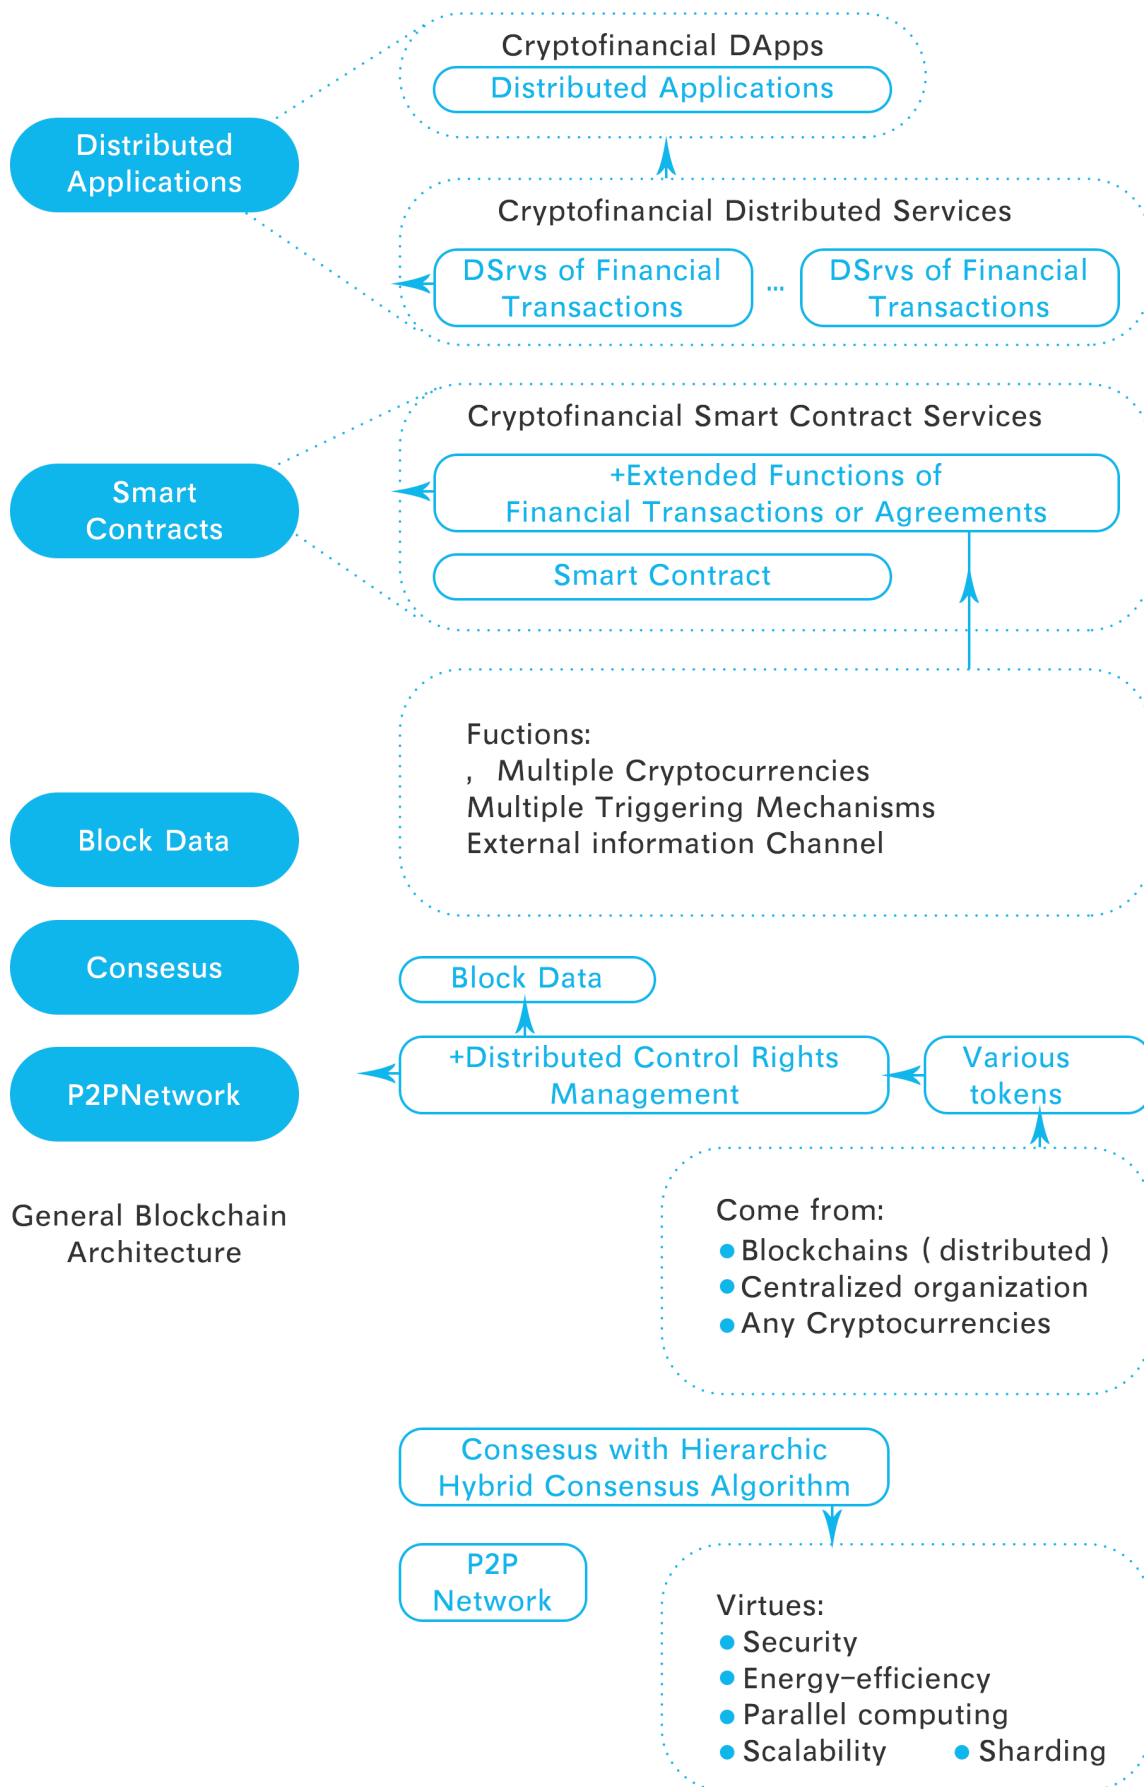 Cryptofinancial DApps
Distributed Applications
Distributed
Applications
Cryptofinancial Distributed Services
DSrvs of Financial
Transactions
...
DSrvs of Financial
Transactions
Cryptofinancial Smart Contract Services
+Extended Functions of
Financial Transactions or Agreements
Smart Contract
Smart
Contracts
Fuctions:
, Multiple Cryptocurrencies
Multiple Triggering Mechanisms
External information Channel
Block Data
Consesus
P2PNetwork
General Blockchain
Architecture
Block Data
+Distributed Control Rights
Management
Various
tokens
Come from:
Blockchains ( distributed )
Centralized organization
Any Cryptocurrencies
Consesus with Hierarchic
Hybrid Consensus Algorithm
P2P
Network
Virtues:
Security
Energy-efficiency
Parallel computing
Scalability
Sharding